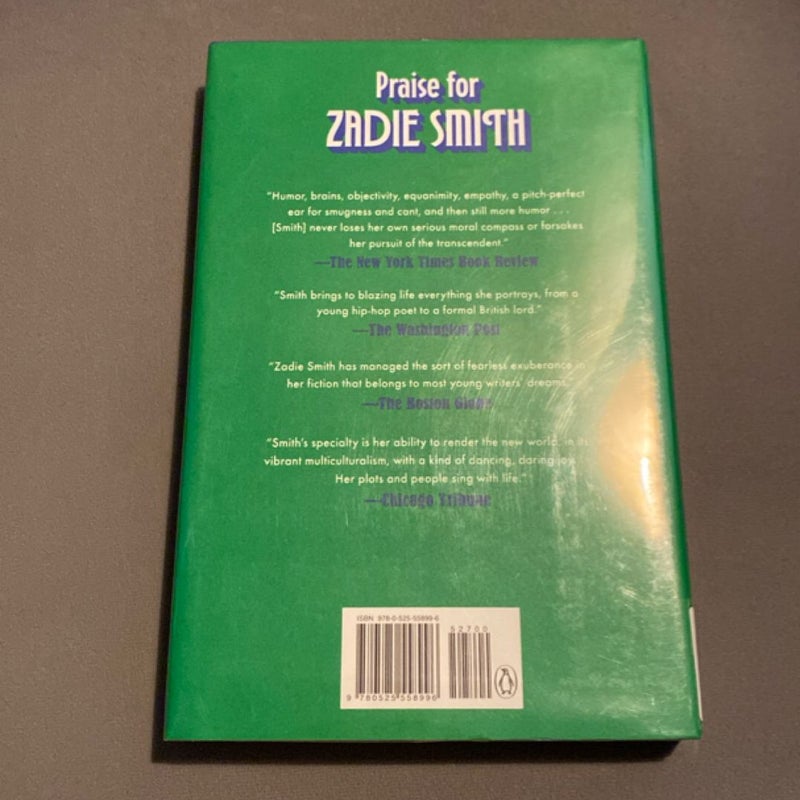 Praise for
ZADIE SMITH
"Humor, brains, objectivity, equanimity, empathy, a pitch-perfect
ear for smugness and cant, and then still more humor . . .
[Smith] never loses her own serious moral compass or forsakes
her pursuit of the transcendent."
—The New York Times Book Review
"Smith brings to blazing life everything she portrays, from a
young hip-hop poet to a formal British lord."
—The Washington Post
"Zadie Smith has managed the sort of fearless exuberance in
her fiction that belongs to most young writers' dreams."
—The Boston Globe
"Smith's specialty is her ability to render the new world, in its
vibrant multiculturalism, with a kind of dancing, daring joy.
Her plots and people sing with life."
—Chicago Tribune
ISBN: 978-0-525-55899-6
52700
9 780525 558996